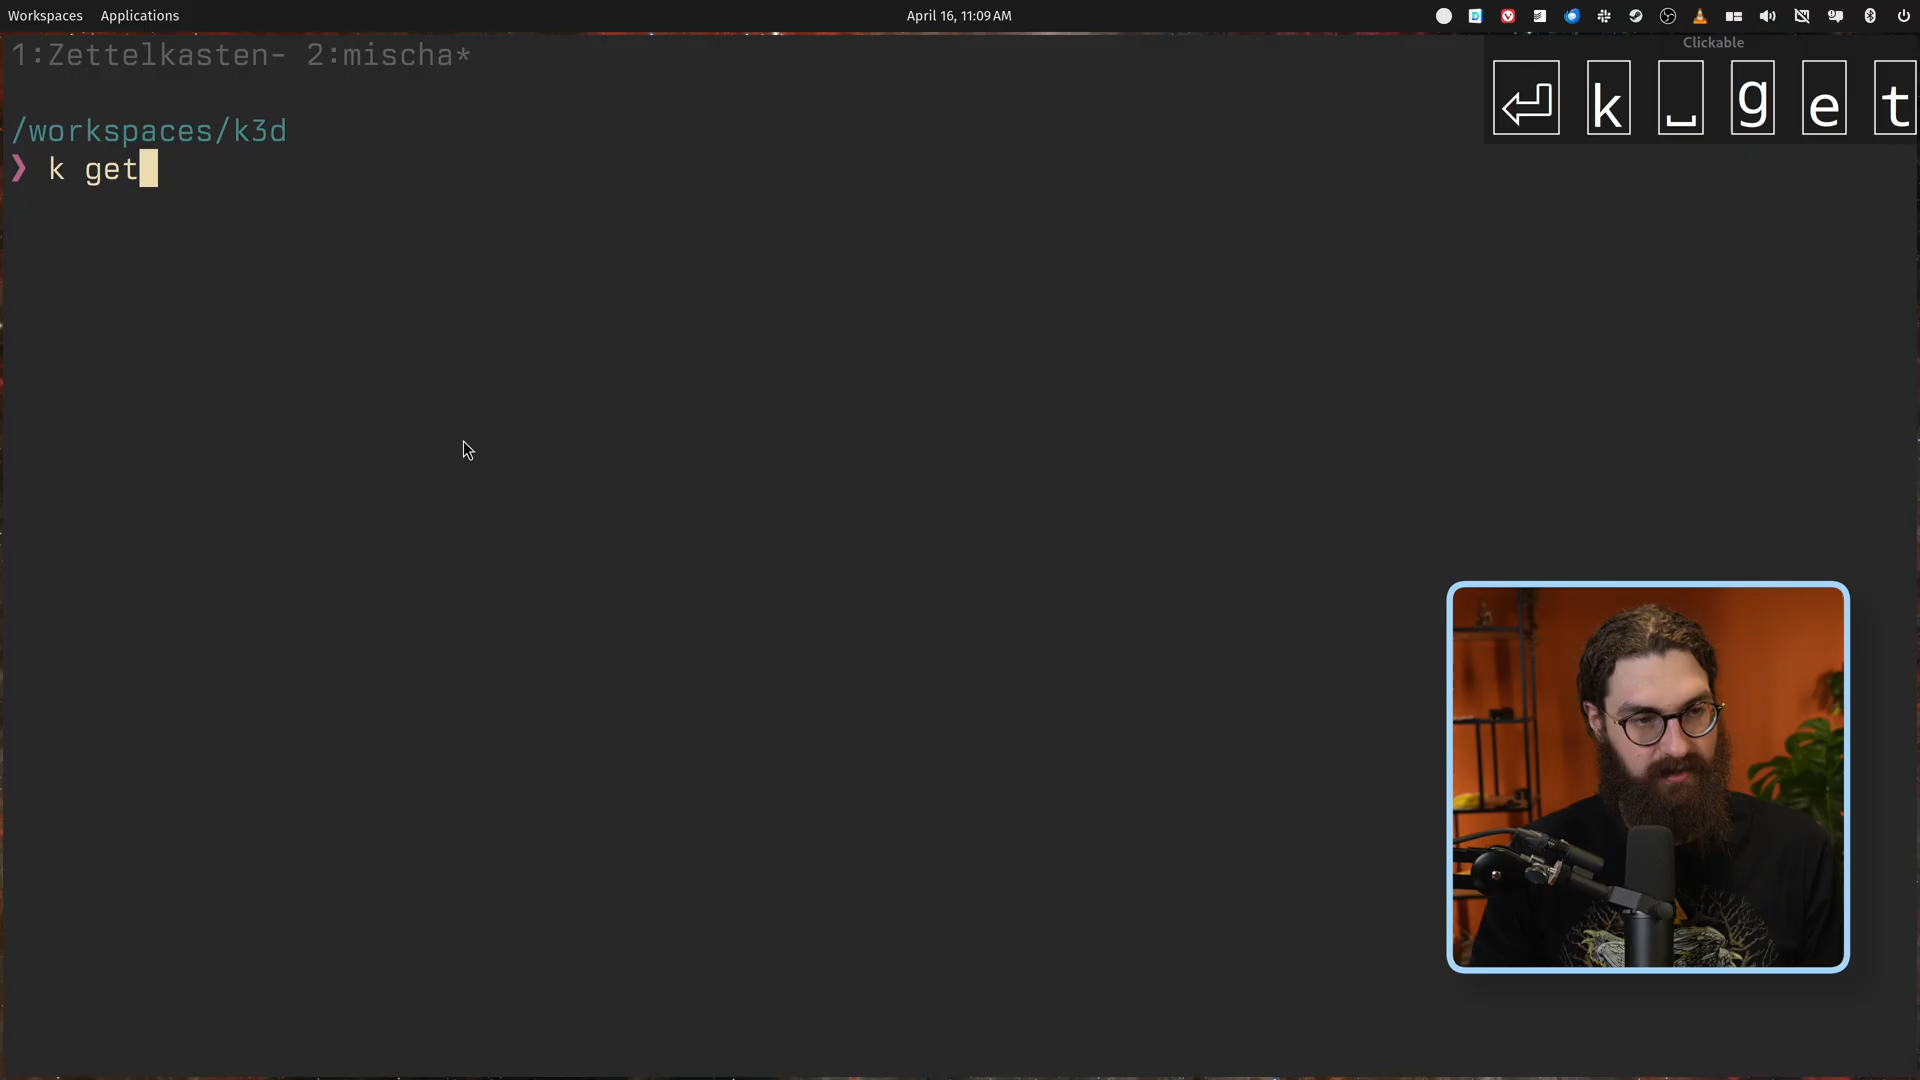 Workspaces Applications April 16, 11:09 AM
Clickable
1:Zettelkasten- 2:mischa*
k g e t
/workspaces/k3d
❯ k get